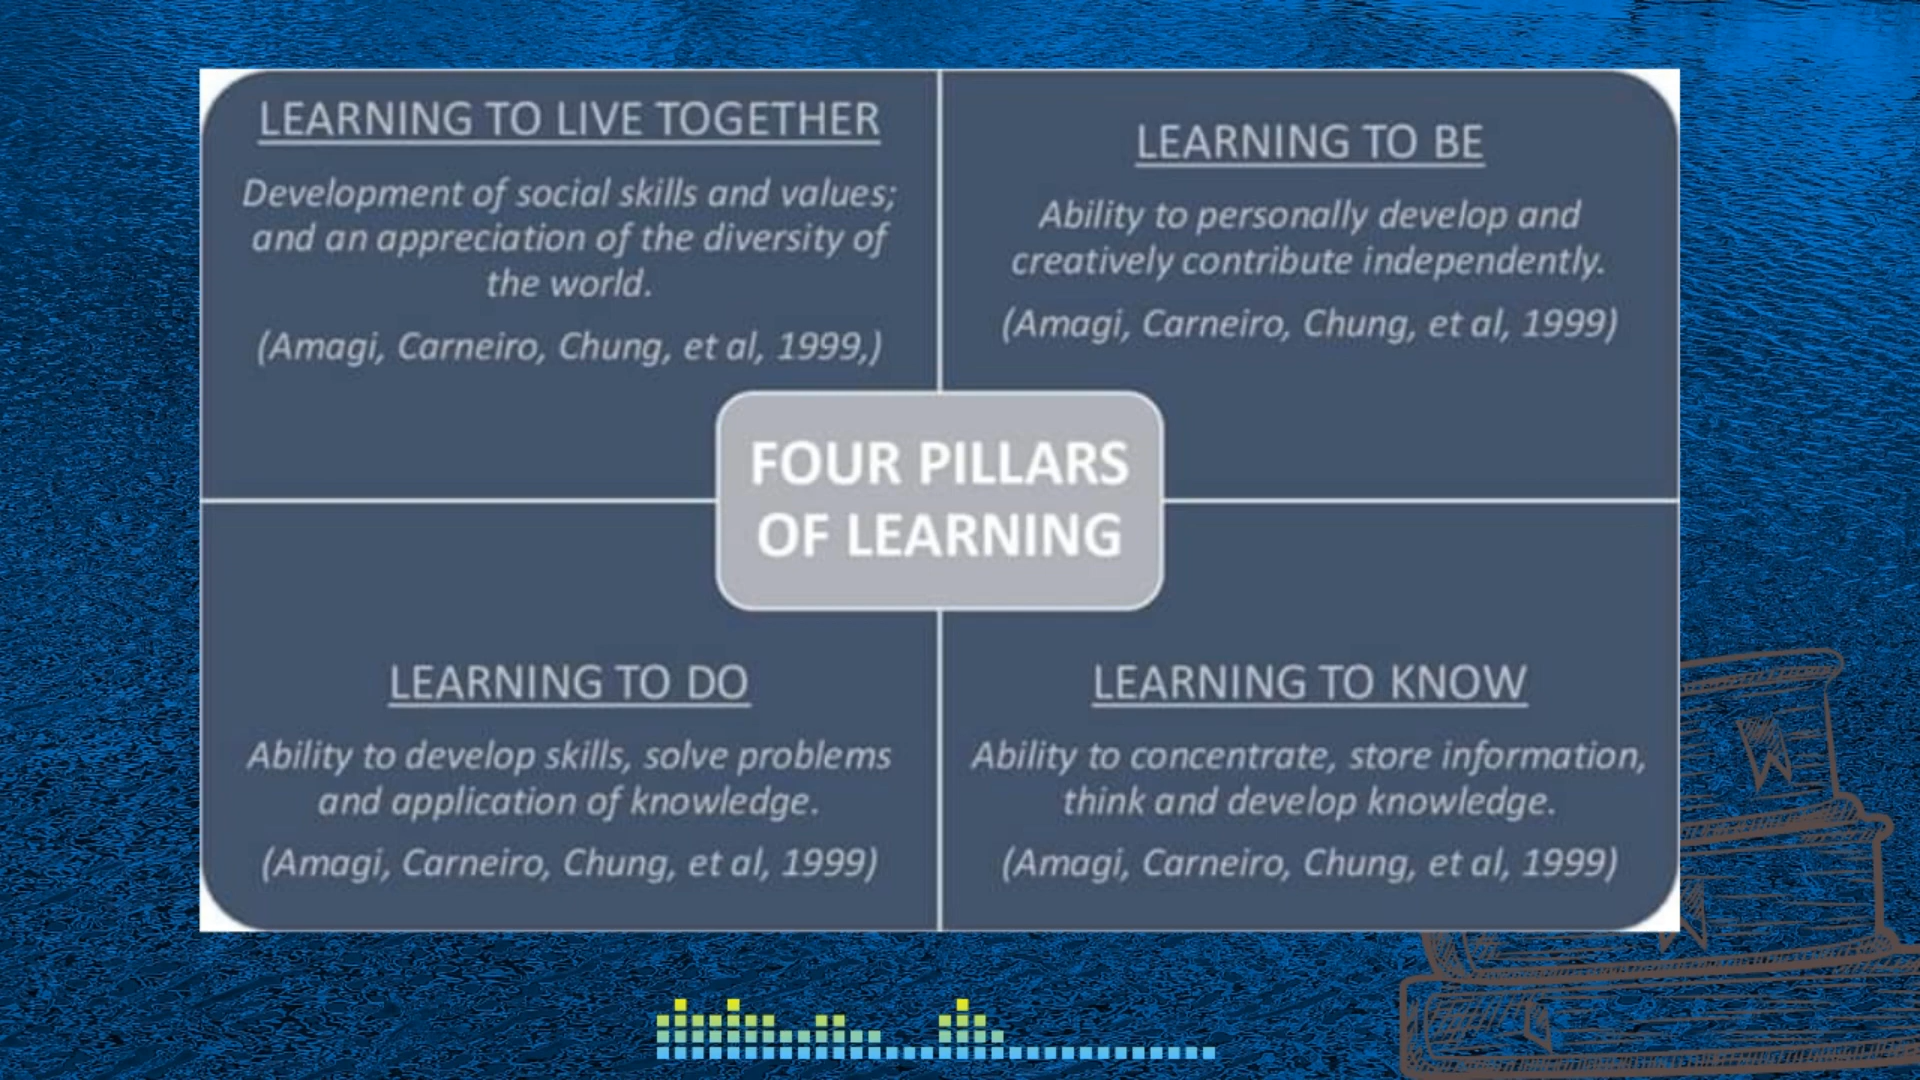 LEARNING TO LIVE TOGETHER
Development of social skills and values;
and an appreciation of the diversity of
the world.
(Amagi, Carneiro, Chung, et al, 1999,)
LEARNING TO BE
Ability to personally develop and
creatively contribute independently.
(Amagi, Carneiro, Chung, et al, 1999)
FOUR PILLARS
OF LEARNING
LEARNING TO DO
Ability to develop skills, solve problems
and application of knowledge.
(Amagi, Carneiro, Chung, et al, 1999)
LEARNING TO KNOW
Ability to concentrate, store information,
think and develop knowledge.
(Amagi, Carneiro, Chung, et al, 1999)